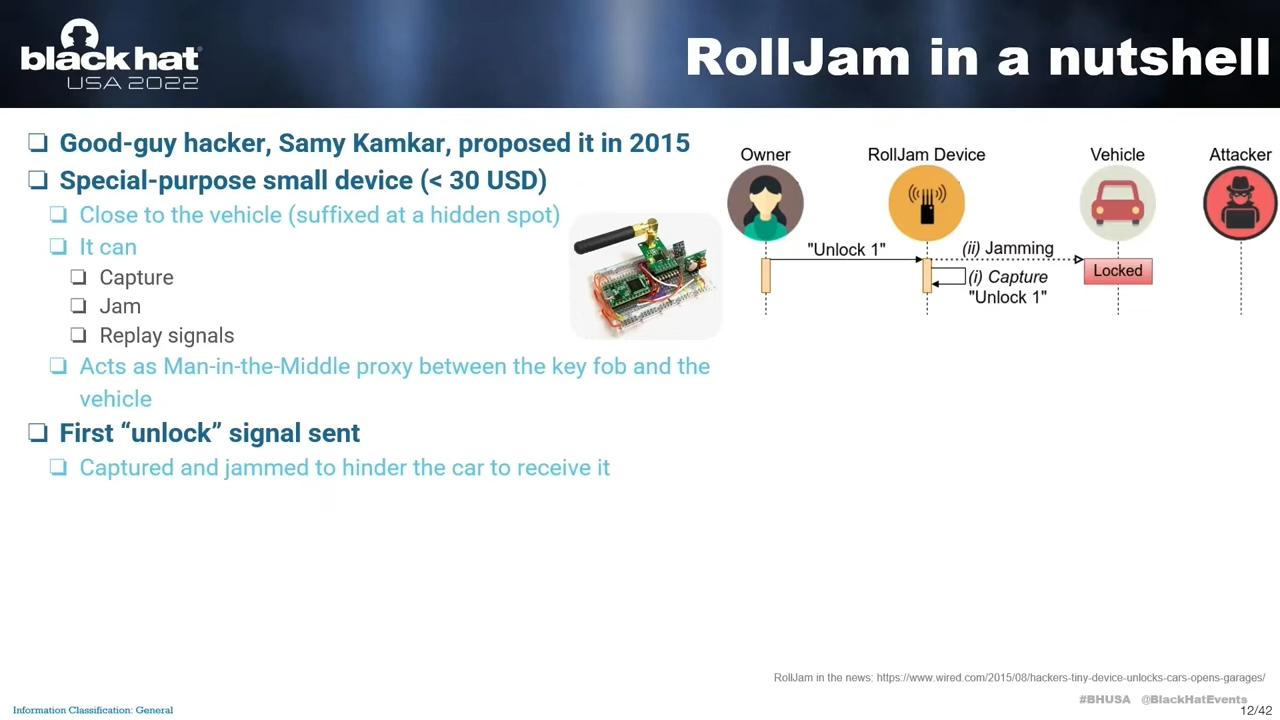 black hat
USA 2022
RollJam in a nutshell
Good-guy hacker, Samy Kamkar, proposed it in 2015
Special-purpose small device (< 30 USD)
Close to the vehicle (suffixed at a hidden spot)
It can
Capture
Jam
Replay signals
Acts as Man-in-the-Middle proxy between the key fob and the
vehicle
First “unlock” signal sent
Captured and jammed to hinder the car to receive it
Owner
RollJam Device
Vehicle
Attacker
"Unlock 1"
(ii) Jamming
(i) Capture
"Unlock 1"
Locked
RollJam in the news: https://www.wired.com/2015/08/hackers-tiny-device-unlocks-cars-opens-garages/
#BHUSA @BlackHatEvents
Information Classification: General
12/42